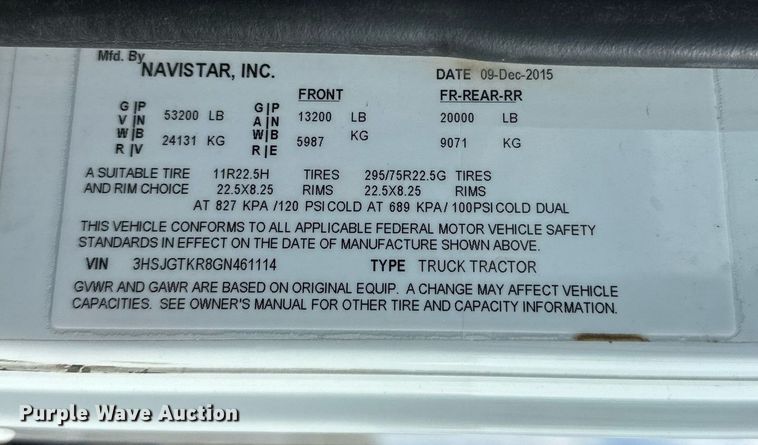 Mfd. By
NAVISTAR, INC. DATE 09-Dec-2015
FRONT FR-REAR-RR
G|P V|N W|B R|V 53200 LB 24131 KG G|P A|N W|B R|E 13200 LB 5987 KG 20000 LB 9071 KG
A SUITABLE TIRE 11R22.5H TIRES 295/75R22.5G TIRES
AND RIM CHOICE 22.5X8.25 RIMS 22.5X8.25 RIMS
AT 827 KPA /120 PSI COLD AT 689 KPA/ 100PSI COLD DUAL
THIS VEHICLE CONFORMS TO ALL APPLICABLE FEDERAL MOTOR VEHICLE SAFETY
STANDARDS IN EFFECT ON THE DATE OF MANUFACTURE SHOWN ABOVE.
VIN 3HSJGTKR8GN461114 TYPE TRUCK TRACTOR
GVWR AND GAWR ARE BASED ON ORIGINAL EQUIP. A CHANGE MAY AFFECT VEHICLE
CAPACITIES. SEE OWNER'S MANUAL FOR OTHER TIRE AND CAPACITY INFORMATION.
Purple Wave Auction